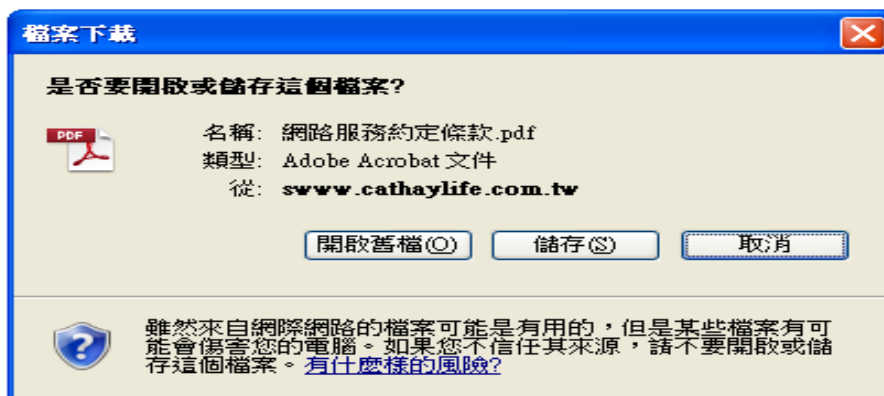 檔案下載
是否要開啟或儲存這個檔案?
PDF
名稱: 網路服務約定條款.pdf
類型: Adobe Acrobat 文件
從: swww.cathaylife.com.tw
開啟舊檔(O) 儲存(S) 取消
雖然來自網際網路的檔案可能是有用的，但是某些檔案有可
能會傷害您的電腦。如果您不信任其來源，請不要開啟或儲
存這個檔案。有什麼樣的風險?